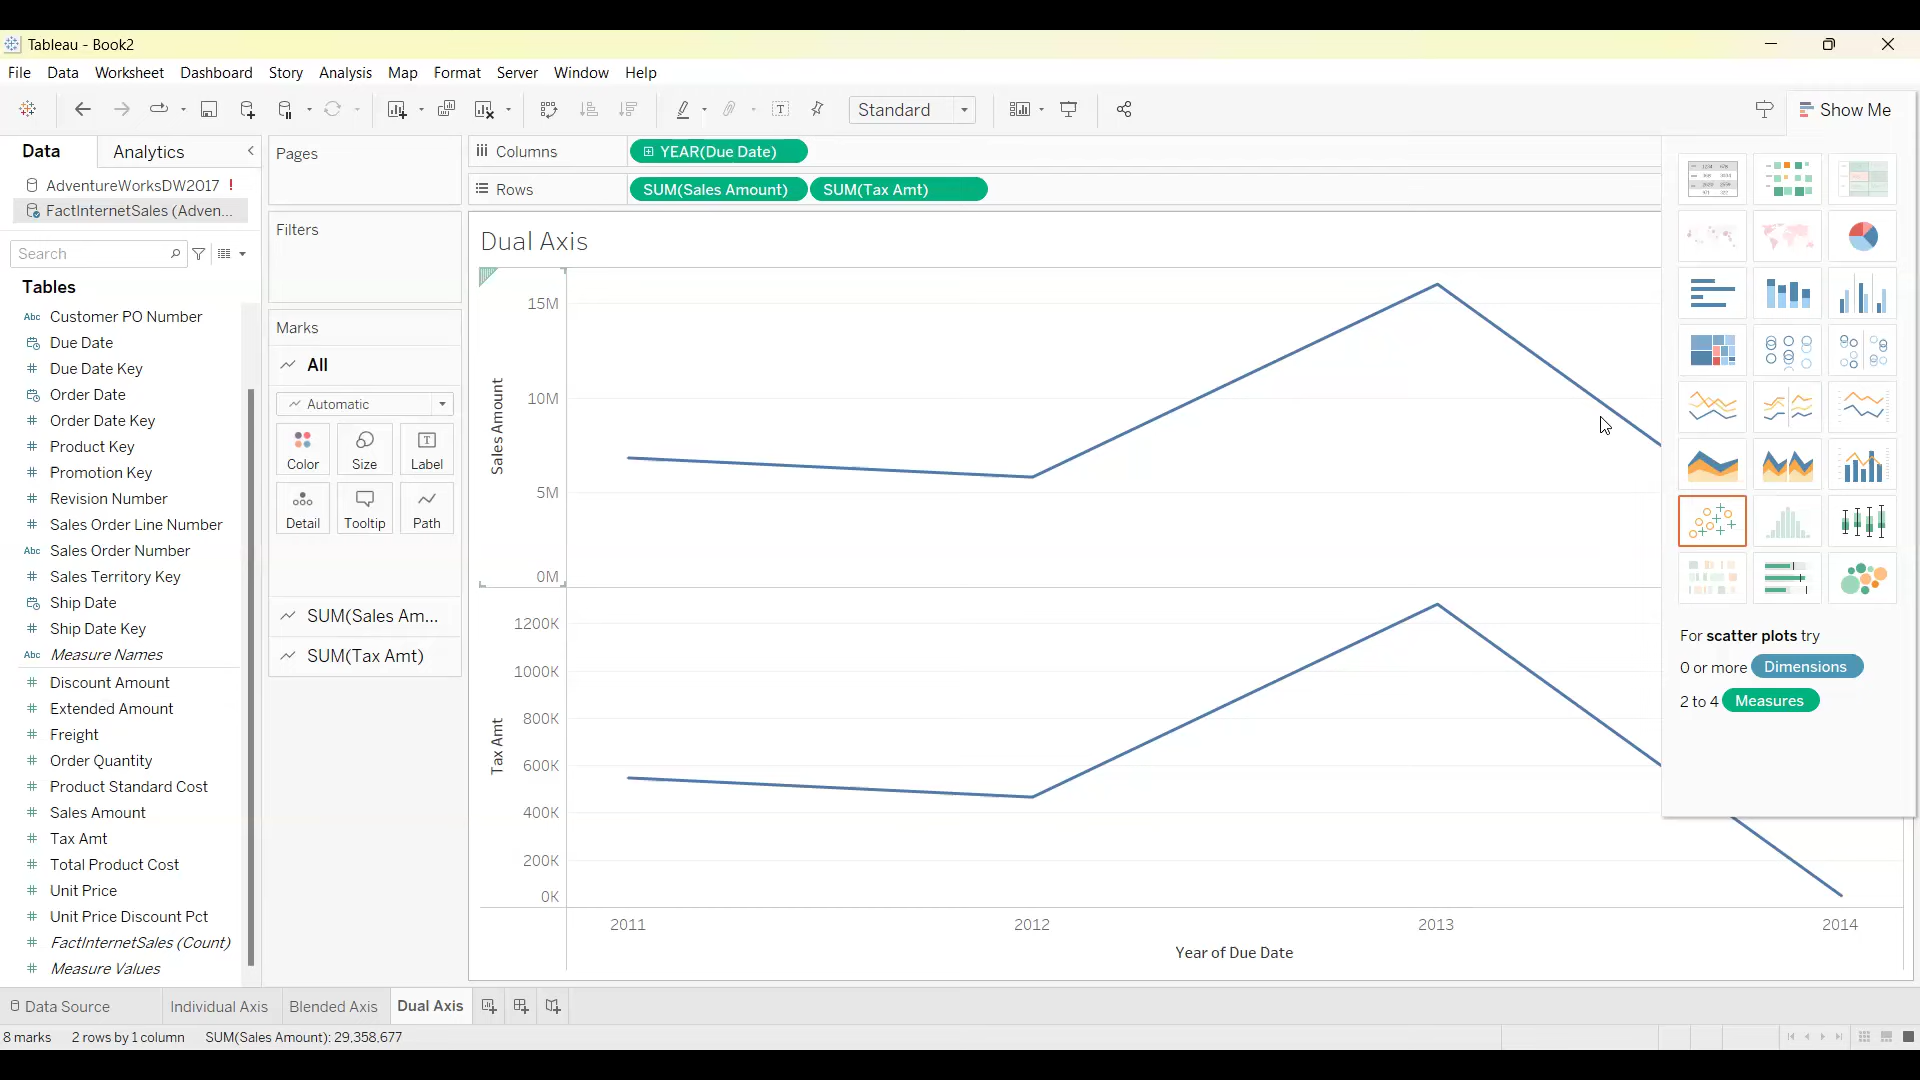 Tableau - Book2
File Data Worksheet Dashboard Story Analysis Map Format Server Window Help
Standard
Show Me
Data
Analytics
AdventureWorksDW2017 !
FactInternetSales (Adven...
Search
Tables
Abc Customer PO Number
Due Date
# Due Date Key
Order Date
# Order Date Key
# Product Key
# Promotion Key
# Revision Number
# Sales Order Line Number
Abc Sales Order Number
# Sales Territory Key
Ship Date
# Ship Date Key
Abc Measure Names
# Discount Amount
# Extended Amount
# Freight
# Order Quantity
# Product Standard Cost
# Sales Amount
# Tax Amt
# Total Product Cost
# Unit Price
# Unit Price Discount Pct
# FactInternetSales (Count)
# Measure Values
Pages
Filters
Marks
All
Automatic
Color
Size
Label
Detail
Tooltip
Path
SUM(Sales Am...
SUM(Tax Amt)
Columns
YEAR(Due Date)
Rows
SUM(Sales Amount)
SUM(Tax Amt)
Dual Axis
Sales Amount
15M
10M
5M
0M
Tax Amt
1200K
1000K
800K
600K
400K
200K
0K
2011
2012
2013
2014
Year of Due Date
For scatter plots try
0 or more Dimensions
2 to 4 Measures
Data Source
Individual Axis
Blended Axis
Dual Axis
8 marks
2 rows by 1 column
SUM(Sales Amount): 29,358,677